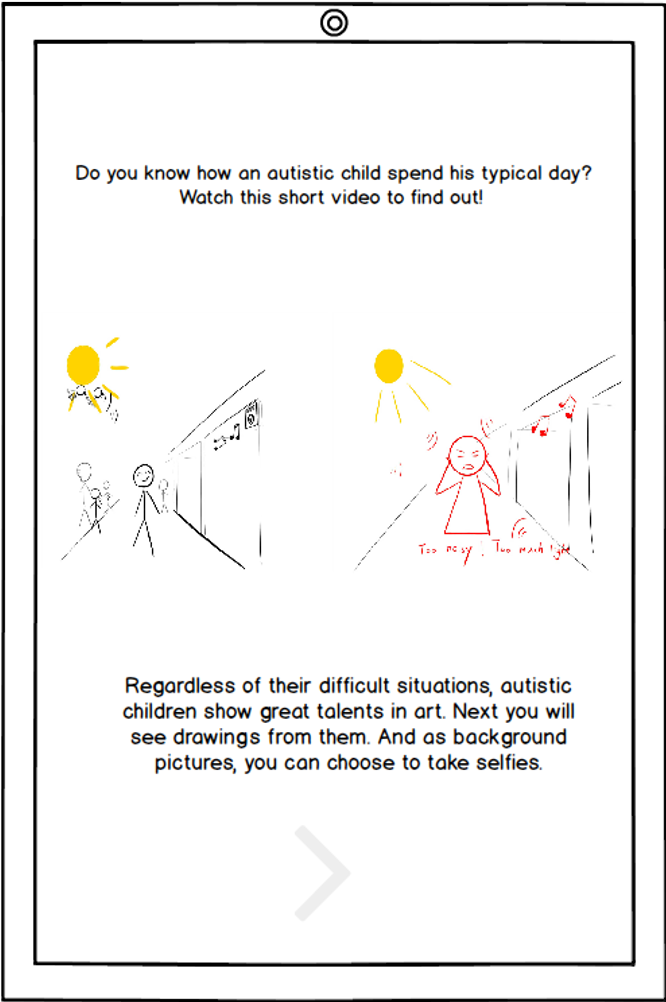 Do you know how an autistic child spend his typical day?
Watch this short video to find out!
Too nosy! Too much light
Regardless of their difficult situations, autistic
children show great talents in art. Next you will
see drawings from them. And as background
pictures, you can choose to take selfies.